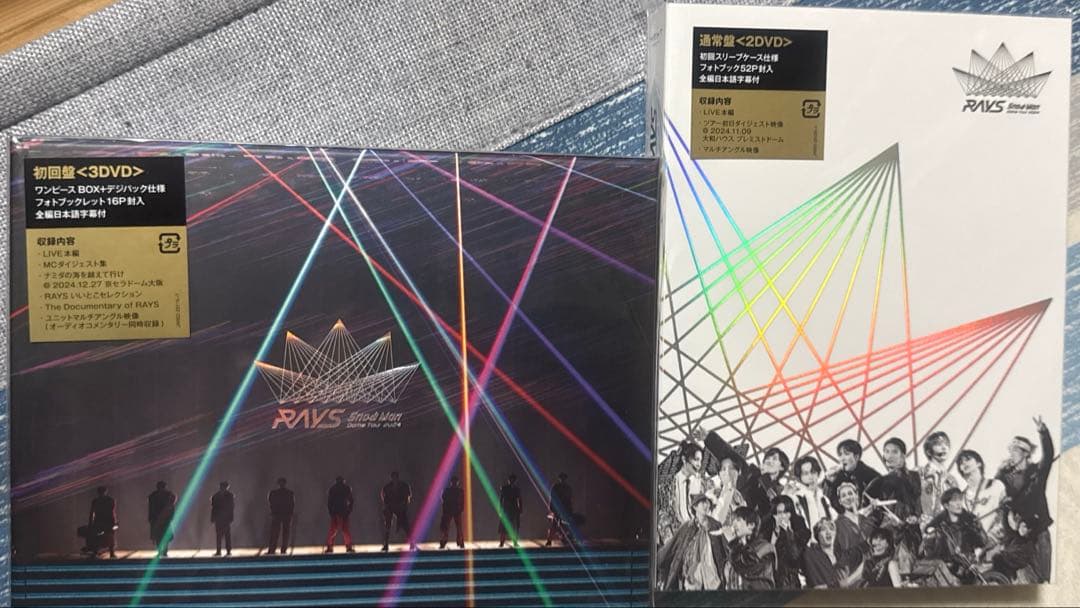 初回盤<3DVD>
ワンピースBOX+デジパック仕様
フォトブックレット16P封入
全編日本語字幕付
収録内容
・LIVE本編
・MCダイジェスト集
・ナミダの海を越えて行け
@ 2024.12.27 京セラドーム大阪
・RAYS いいとこセレクション
・The Documentary of RAYS
・ユニットマルチアングル映像
(オーディオコメンタリー同時収録)
プラ
RAYS Snow Man
Dome Tour 2024
通常盤<2DVD>
初回スリーブケース仕様
フォトブック52P封入
全編日本語字幕付
収録内容
・LIVE本編
・ツアー初日ダイジェスト映像
@ 2024.11.09
大和ハウス プレミストドーム
・マルチアングル映像
プラ
RAYS Snow Man
Dome Tour 2024